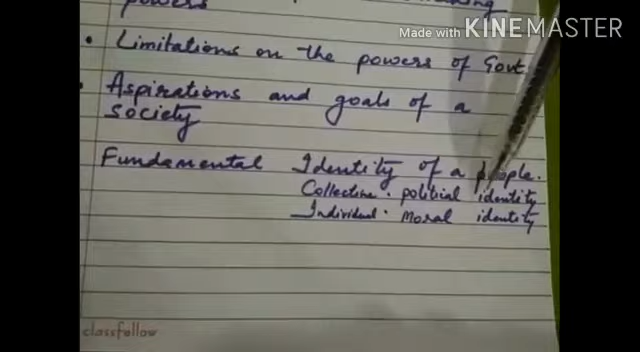 powers
Made with KINEMASTER
• Limitations on the powers of Govt.
• Aspirations and goals of a
society
Fundamental Identity of a people.
Collective · political identity
Individual · Moral identity
classfellow